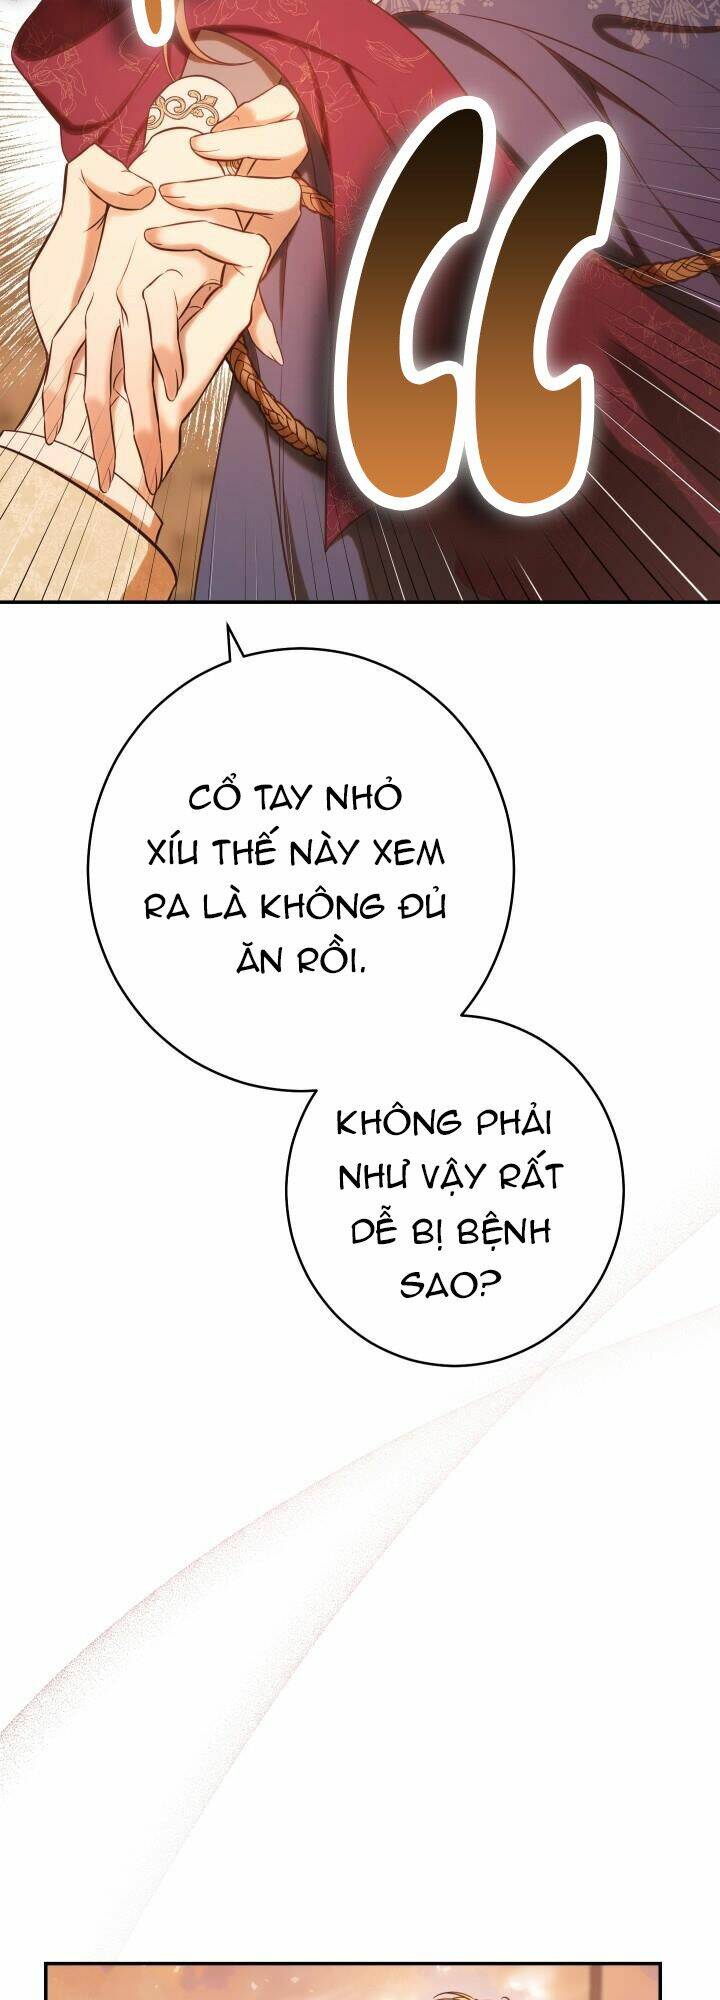 CỔ TAY NHỎ
XÍU THẾ NÀY XEM
RA LÀ KHÔNG ĐỦ
ĂN RỒI.
KHÔNG PHẢI
NHƯ VẬY RẤT
DỄ BỊ BỆNH
SAO?